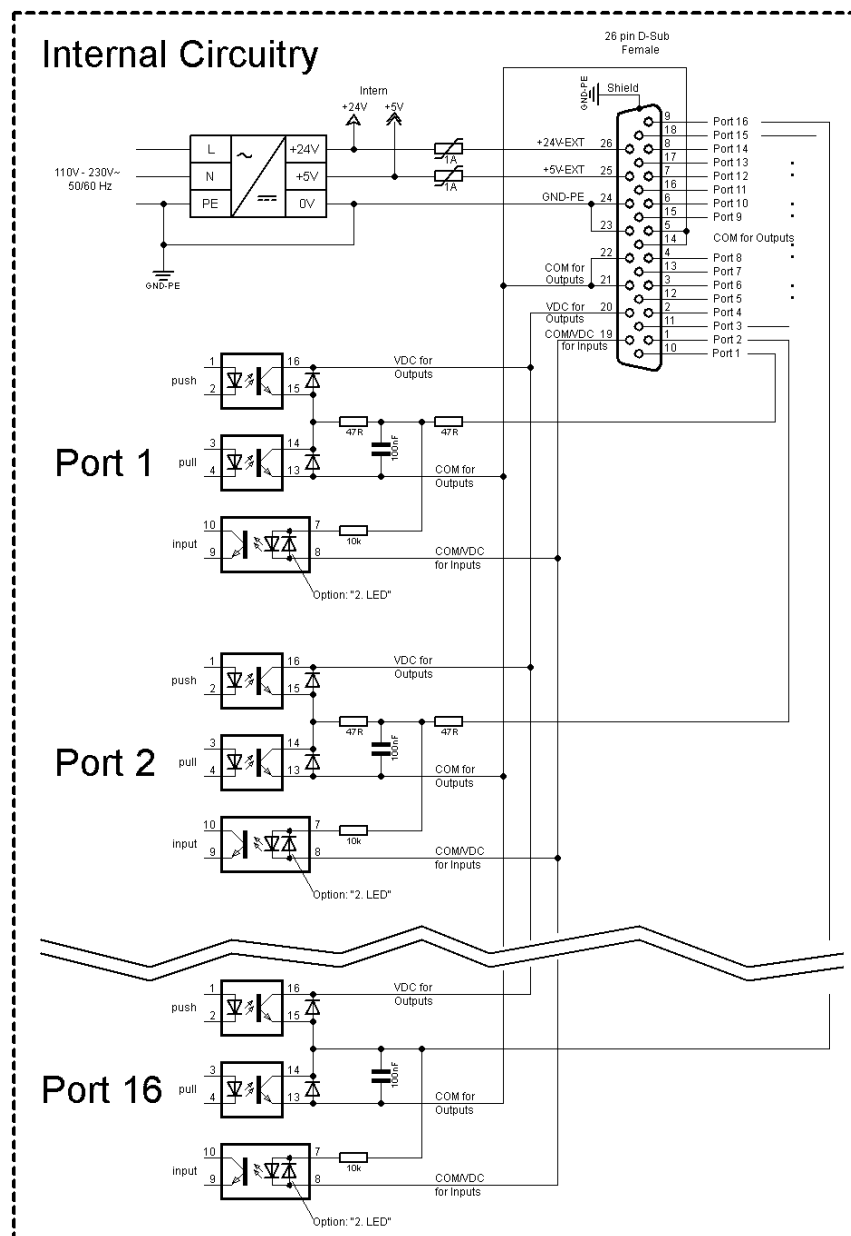 Internal Circuitry
26 pin D-Sub
Female
Intern
+24V
+5V
GND-PE
Shield
L
N
PE
~
+24V
+5V
0V
110V - 230V~
50/60 Hz
1A
1A
GND-PE
+24V-EXT 26
+5V-EXT 25
GND-PE 24
23
22
COM for
Outputs
21
VDC for
Outputs
20
COM/VDC
for Inputs
19
9 Port 16
18 Port 15
8 Port 14
17 Port 13
7 Port 12
16 Port 11
6 Port 10
15 Port 9
5
14 COM for Outputs
4 Port 8
13 Port 7
3 Port 6
12 Port 5
2 Port 4
11 Port 3
1 Port 2
10 Port 1
Port 1
push
1
2
16
15
VDC for
Outputs
47R
100nF
47R
pull
3
4
14
13
COM for
Outputs
input
10
9
7
8
10k
COM/VDC
for Inputs
Option: "2. LED"
Port 2
push
1
2
16
15
VDC for
Outputs
47R
100nF
47R
pull
3
4
14
13
COM for
Outputs
input
10
9
7
8
10k
COM/VDC
for Inputs
Option: "2. LED"
Port 16
push
1
2
16
15
VDC for
Outputs
100nF
pull
3
4
14
13
COM for
Outputs
input
10
9
7
8
10k
COM/VDC
for Inputs
Option: "2. LED"